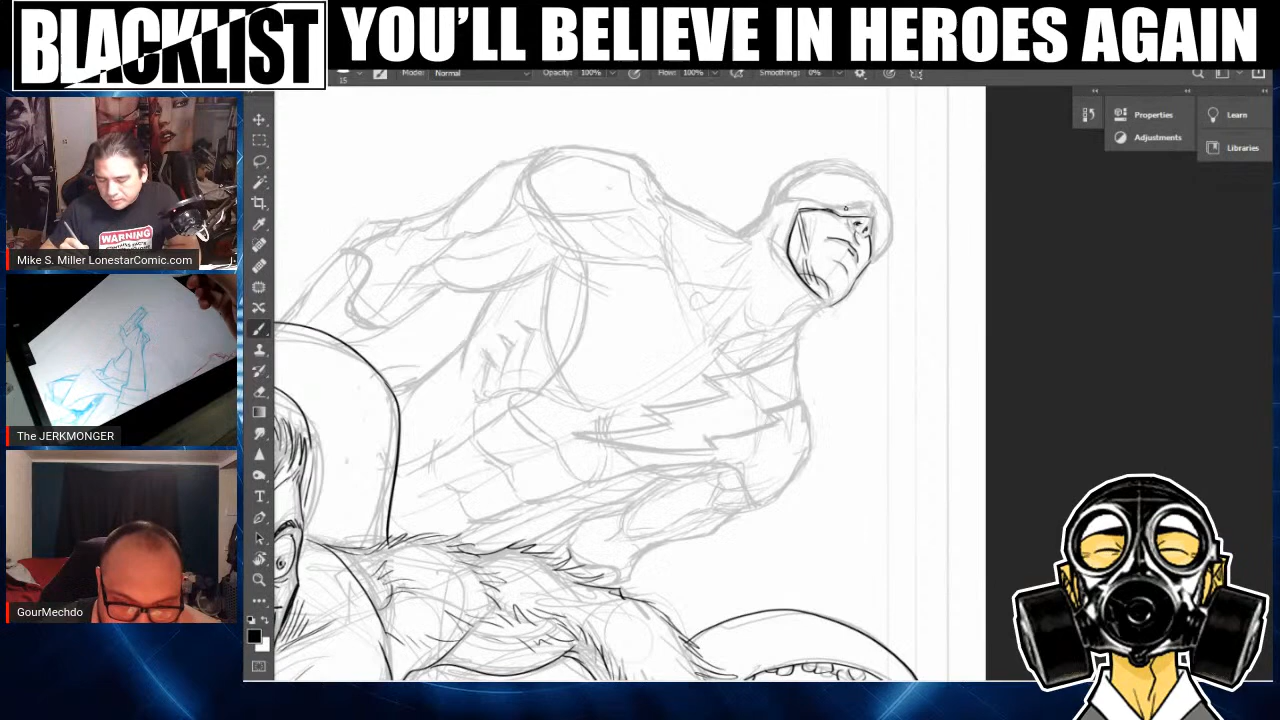 BLACKLIST
YOU'LL BELIEVE IN HEROES AGAIN
15
Mode: Normal
Opacity: 100%
Flow: 100%
Smoothing: 0%
Properties
Learn
Adjustments
Libraries
WARNING
Mike S. Miller LonestarComic.com
The JERKMONGER
GourMechdo